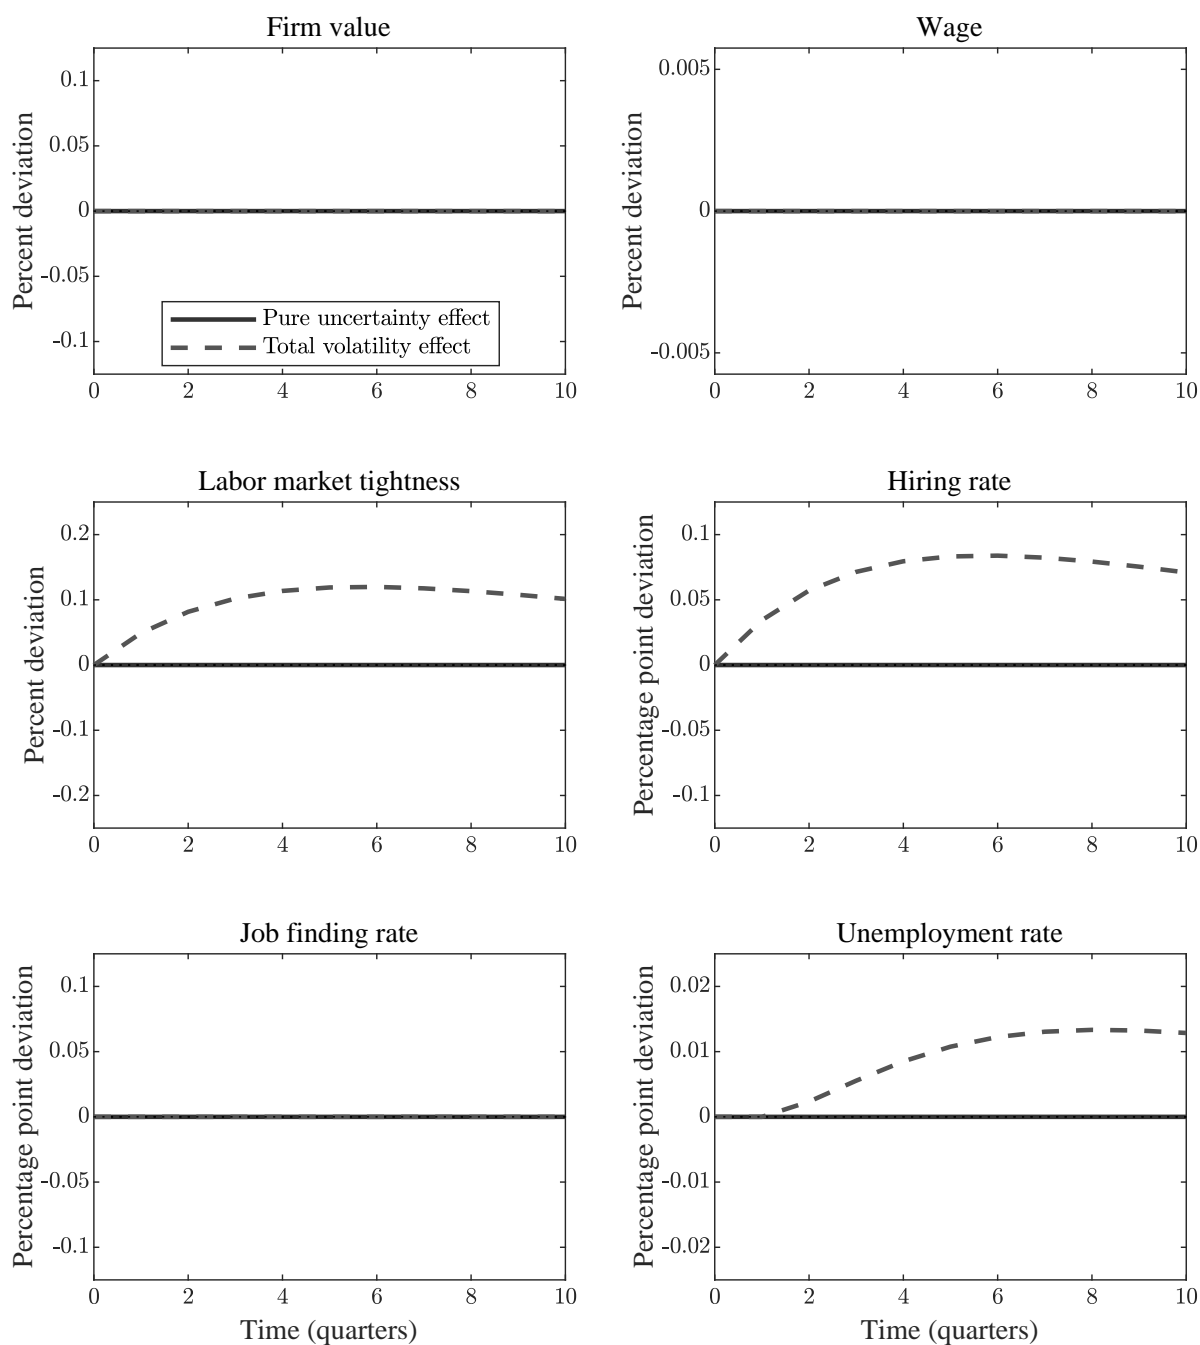 Firm value
Percent deviation
0.1
0.05
0
-0.05
-0.1
Pure uncertainty effect
Total volatility effect
0 2 4 6 8 10
Wage
Percent deviation
0.005
0
-0.005
0 2 4 6 8 10
Labor market tightness
Percent deviation
0.2
0.1
0
-0.1
-0.2
0 2 4 6 8 10
Hiring rate
Percentage point deviation
0.1
0.05
0
-0.05
-0.1
0 2 4 6 8 10
Job finding rate
Percentage point deviation
0.1
0.05
0
-0.05
-0.1
0 2 4 6 8 10
Time (quarters)
Unemployment rate
Percentage point deviation
0.02
0.01
0
-0.01
-0.02
0 2 4 6 8 10
Time (quarters)